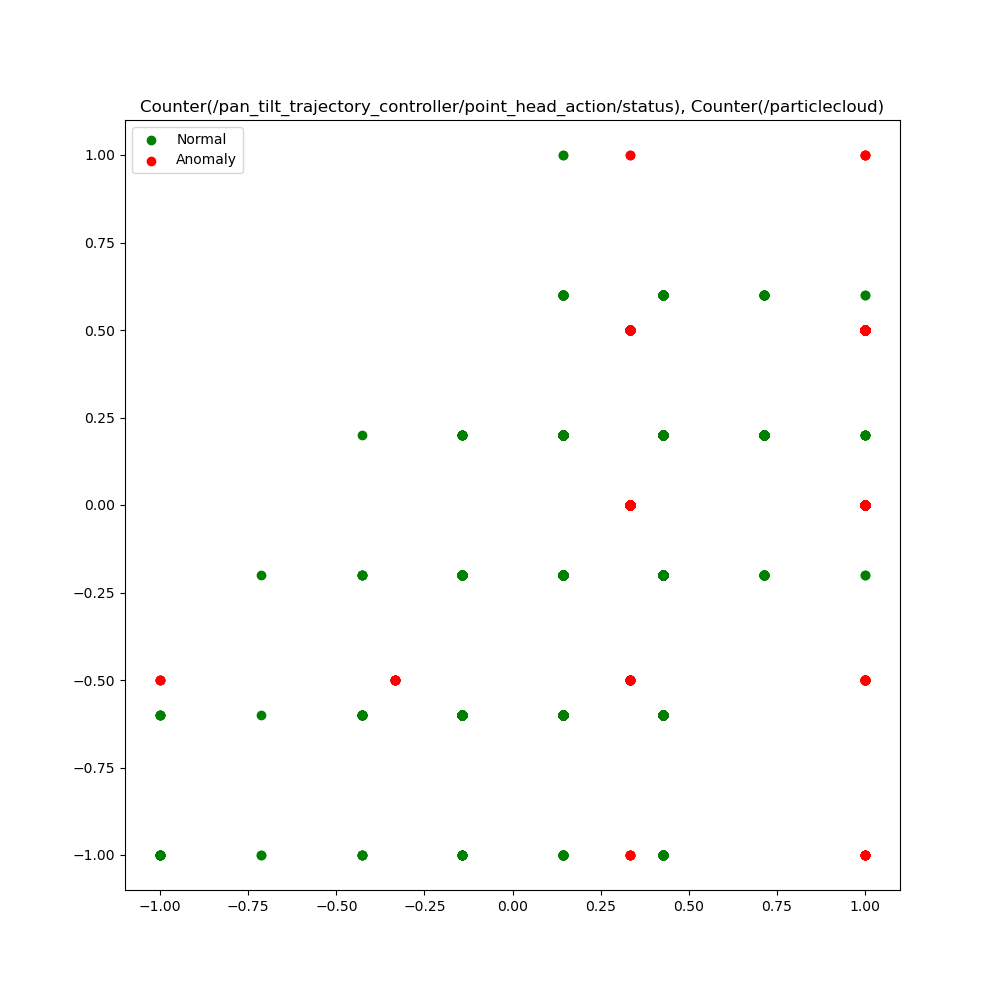 Counter(/pan_tilt_trajectory_controller/point_head_action/status), Counter(/particlecloud)
Normal
Anomaly
1.00
0.75
0.50
0.25
0.00
−0.25
−0.50
−0.75
−1.00
−1.00 −0.75 −0.50 −0.25 0.00 0.25 0.50 0.75 1.00